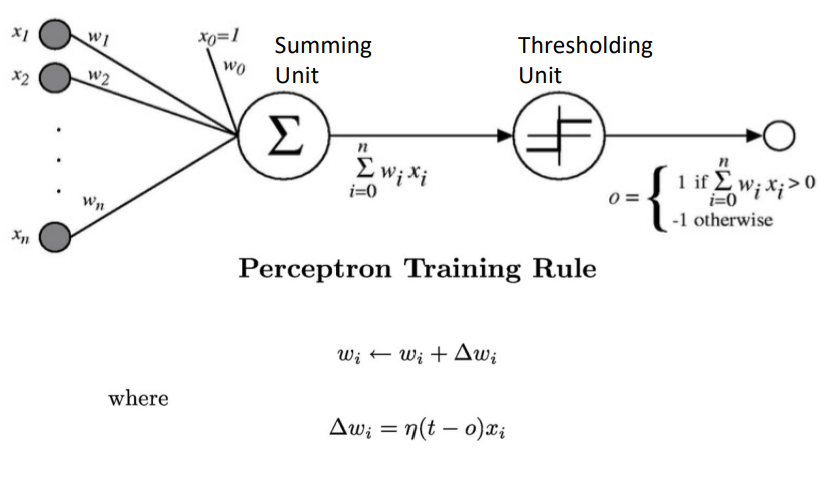 x₁ w₁
x₂ w₂
.
.
.
wₙ
xₙ
x₀=1
w₀
Summing
Unit
Σ
n
Σ wᵢ xᵢ
i=0
Thresholding
Unit
n
o = { 1 if Σ wᵢ xᵢ > 0
i=0
-1 otherwise
Perceptron Training Rule
wᵢ ← wᵢ + Δwᵢ
where
Δwᵢ = η(t − o)xᵢ